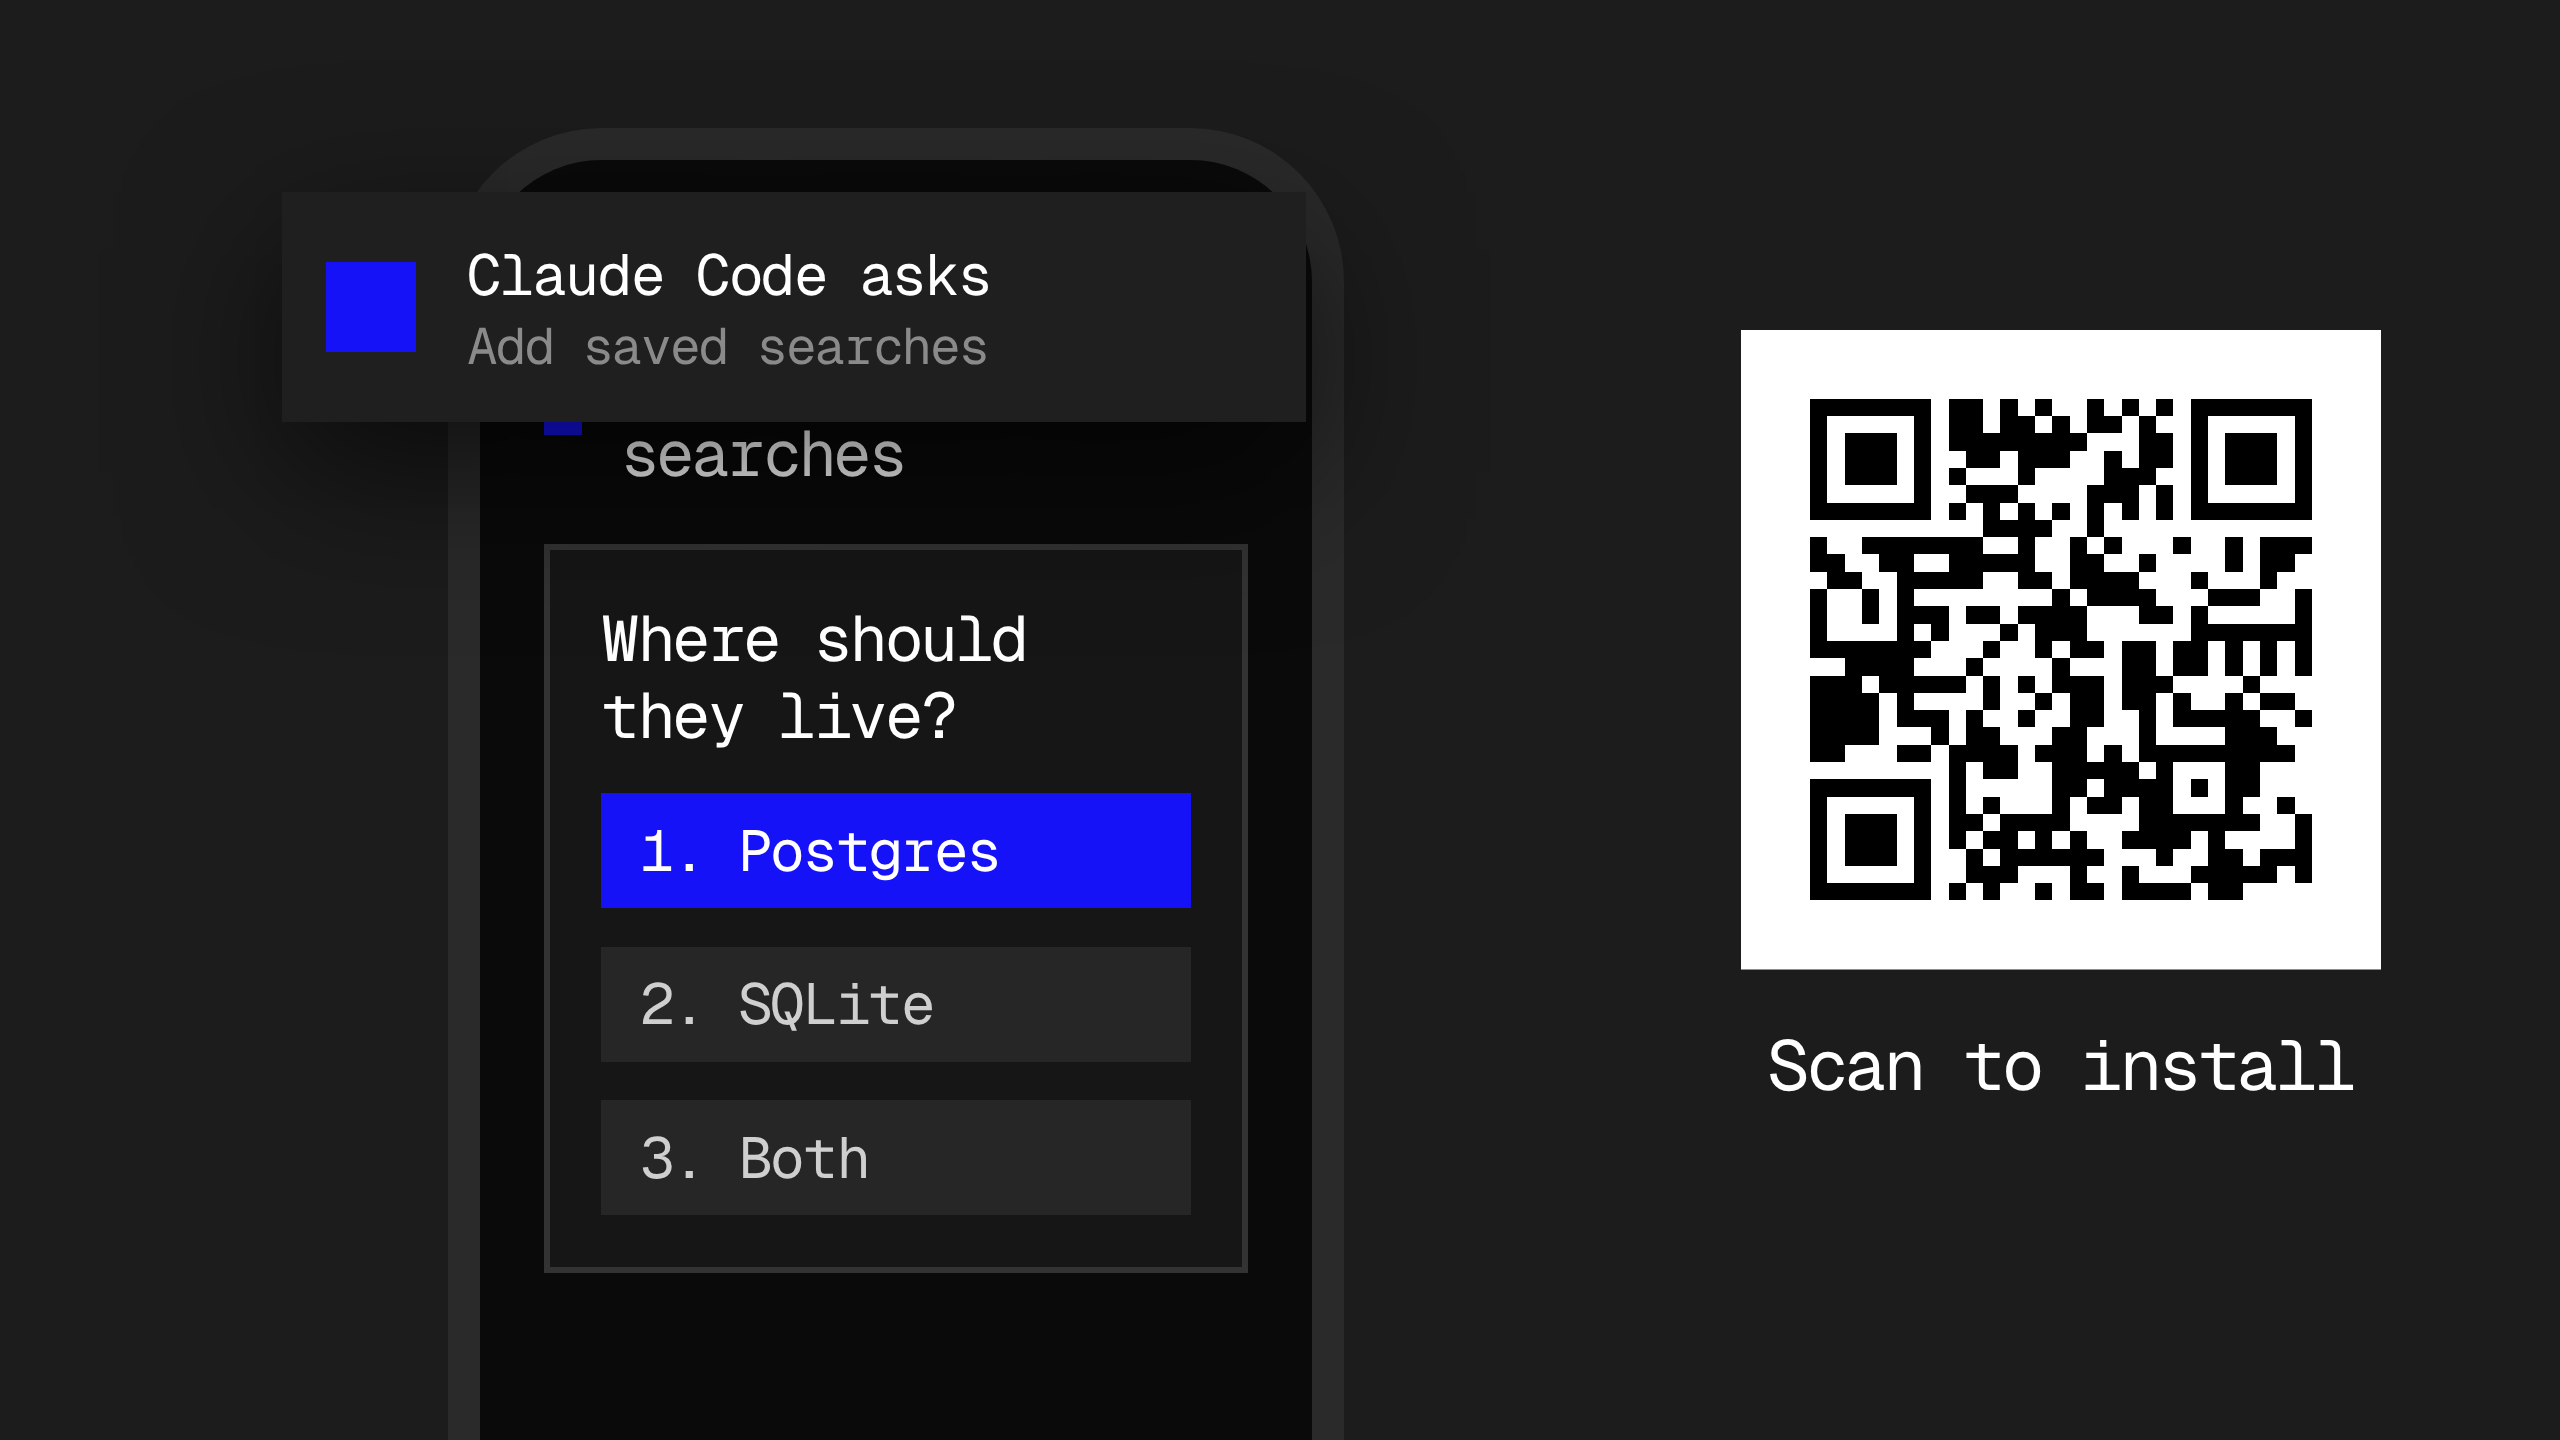 Claude Code asks
Add saved searches
searches
Where should
they live?
1. Postgres
2. SQLite
3. Both
Scan to install